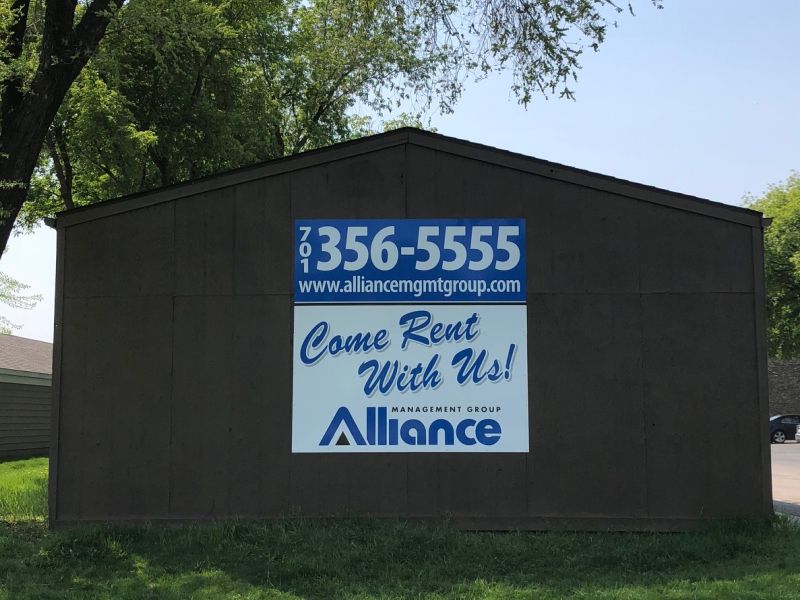 701 356-5555
www.alliancemgmtgroup.com
Come Rent
With Us!
MANAGEMENT GROUP
Alliance